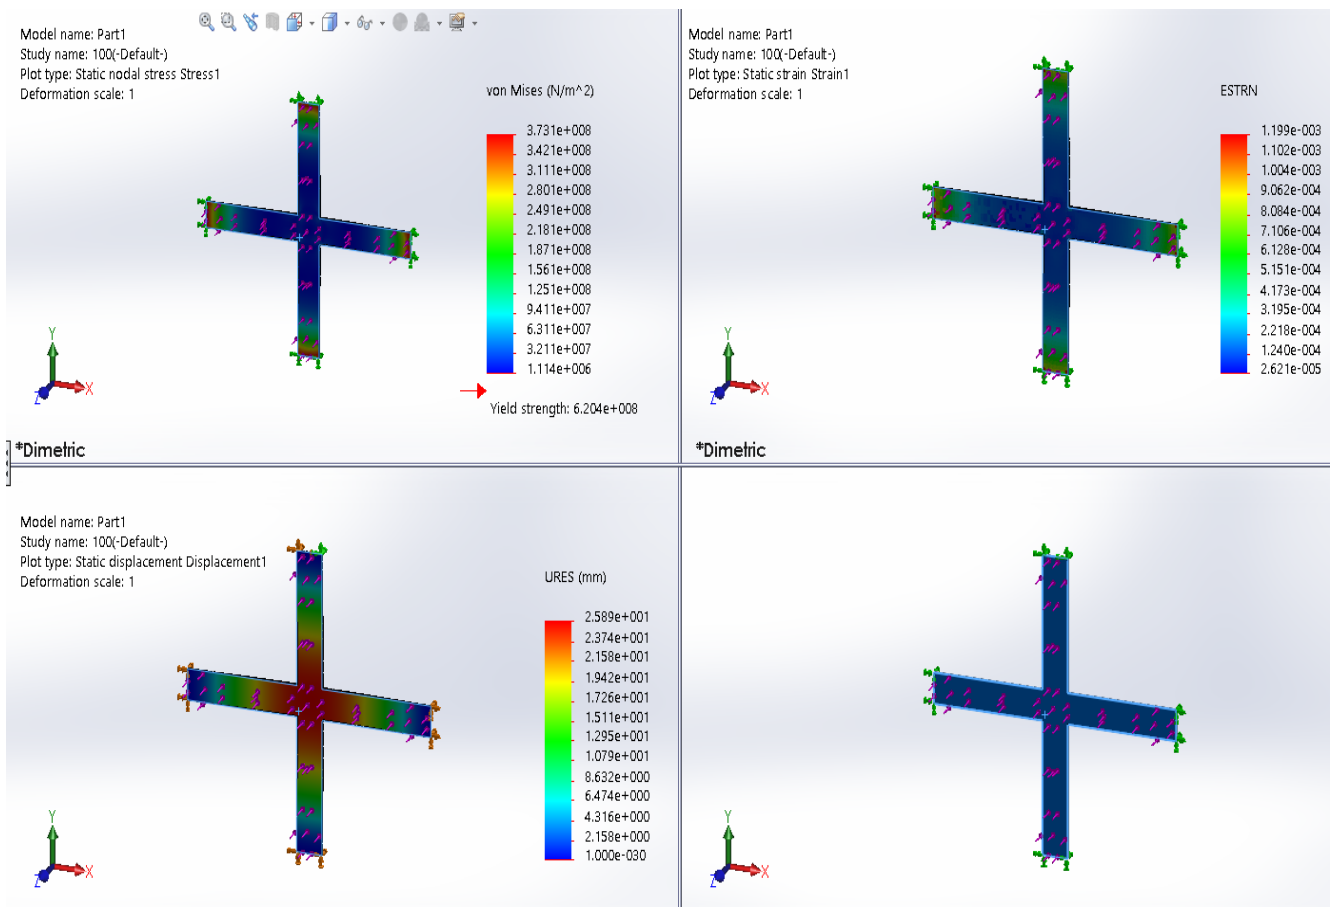 Model name: Part1
Study name: 100(-Default-)
Plot type: Static nodal stress Stress1
Deformation scale: 1
von Mises (N/m^2)
3.731e+008
3.421e+008
3.111e+008
2.801e+008
2.491e+008
2.181e+008
1.871e+008
1.561e+008
1.251e+008
9.411e+007
6.311e+007
3.211e+007
1.114e+006
Yield strength: 6.204e+008
Y
X
Z
*Dimetric
Model name: Part1
Study name: 100(-Default-)
Plot type: Static strain Strain1
Deformation scale: 1
ESTRN
1.199e-003
1.102e-003
1.004e-003
9.062e-004
8.084e-004
7.106e-004
6.128e-004
5.151e-004
4.173e-004
3.195e-004
2.218e-004
1.240e-004
2.621e-005
Y
X
Z
*Dimetric
Model name: Part1
Study name: 100(-Default-)
Plot type: Static displacement Displacement1
Deformation scale: 1
URES (mm)
2.589e+001
2.374e+001
2.158e+001
1.942e+001
1.726e+001
1.511e+001
1.295e+001
1.079e+001
8.632e+000
6.474e+000
4.316e+000
2.158e+000
1.000e-030
Y
X
Z
Y
X
Z